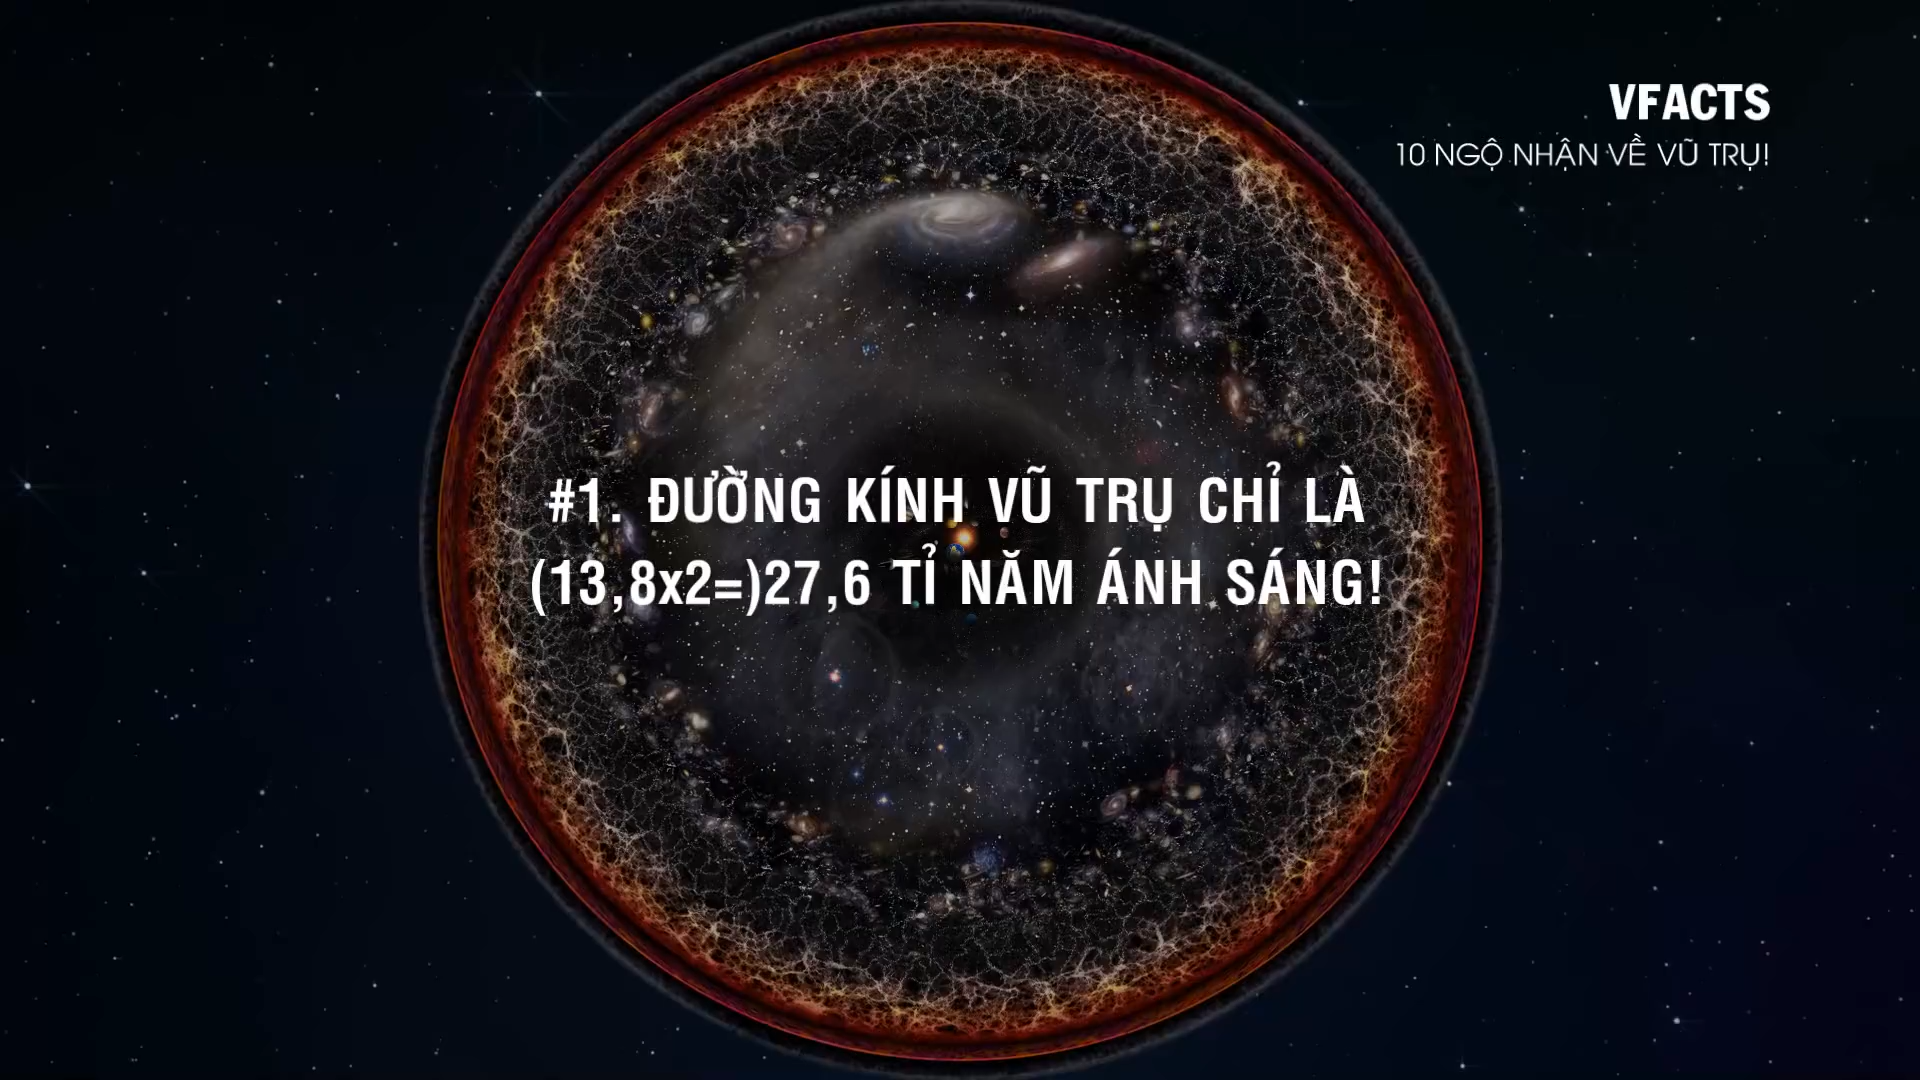 VFACTS
10 NGỘ NHẬN VỀ VŨ TRỤ!
#1. ĐƯỜNG KÍNH VŨ TRỤ CHỈ LÀ
(13,8x2=)27,6 TỈ NĂM ÁNH SÁNG!